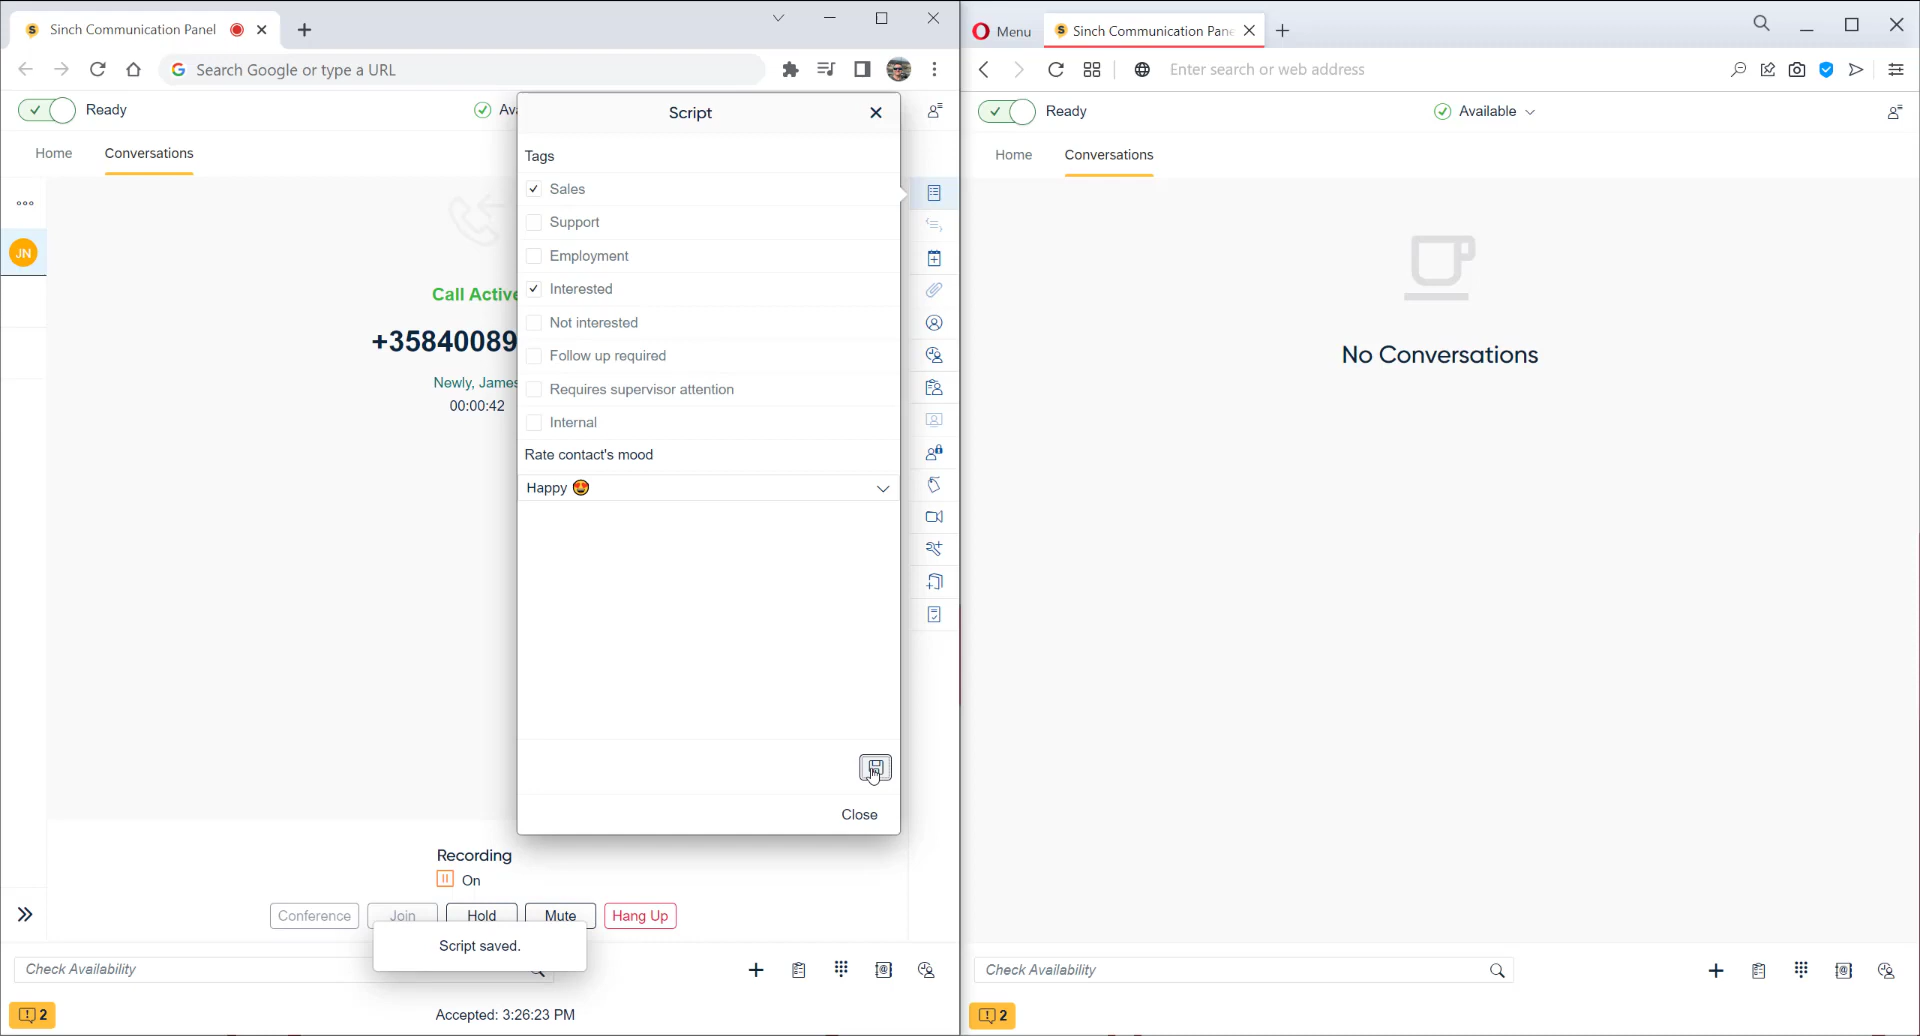 Sinch Communication Panel
Search Google or type a URL
Ready
Ava
Home
Conversations
JN
Call Active
+35840089
Newly, James
00:00:42
Script
Tags
Sales
Support
Employment
Interested
Not interested
Follow up required
Requires supervisor attention
Internal
Rate contact's mood
Happy 😍
Close
Recording
On
Conference
Join
Hold
Mute
Hang Up
Script saved.
Check Availability
2
Accepted: 3:26:23 PM
Menu
Sinch Communication Pane
Enter search or web address
Ready
Available
Home
Conversations
No Conversations
Check Availability
2